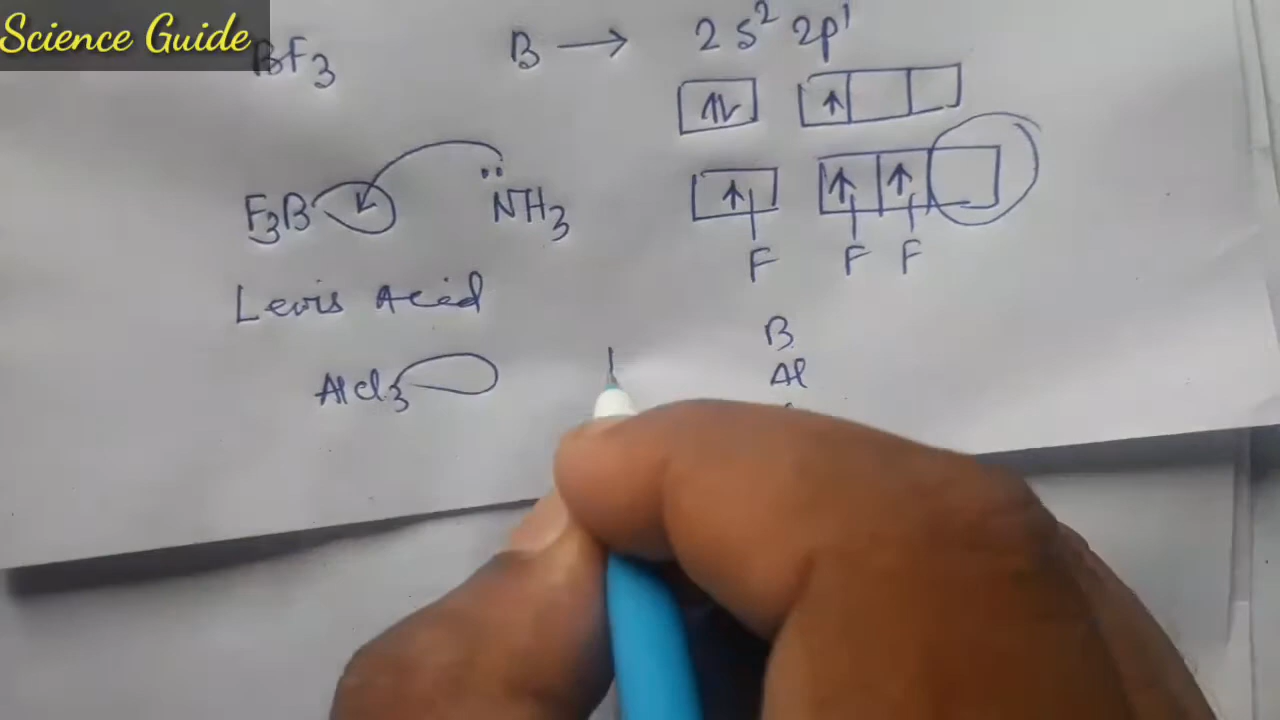 Science Guide
BF3 B → 2s² 2p¹
↑↓ ↑
F3B NH3 ↑ ↑ ↑
F F F
Lewis Acid
B
AlCl3 Al